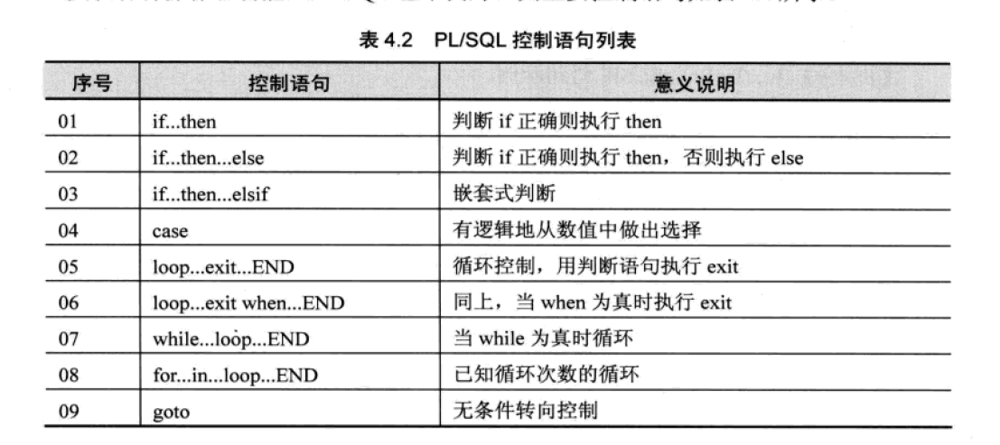 表 4.2 PL/SQL 控制语句列表
序号 控制语句 意义说明
01 if...then 判断 if 正确则执行 then
02 if...then...else 判断 if 正确则执行 then，否则执行 else
03 if...then...elsif 嵌套式判断
04 case 有逻辑地从数值中做出选择
05 loop...exit...END 循环控制，用判断语句执行 exit
06 loop...exit when...END 同上，当 when 为真时执行 exit
07 while...loop...END 当 while 为真时循环
08 for...in...loop...END 已知循环次数的循环
09 goto 无条件转向控制